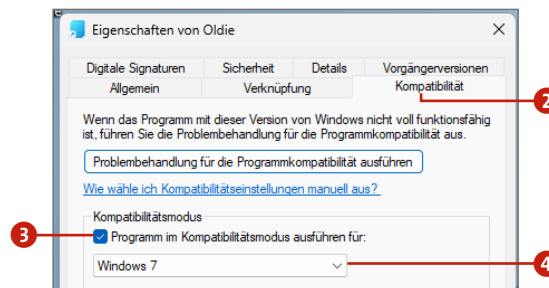 Eigenschaften von Oldie
Digitale Signaturen Sicherheit Details Vorgängerversionen
Allgemein Verknüpfung Kompatibilität
2
Wenn das Programm mit dieser Version von Windows nicht voll funktionsfähig
ist, führen Sie die Problembehandlung für die Programmkompatibilität aus.
Problembehandlung für die Programmkompatibilität ausführen
Wie wähle ich Kompatibilitätseinstellungen manuell aus?
Kompatibilitätsmodus
3 Programm im Kompatibilitätsmodus ausführen für:
Windows 7 4